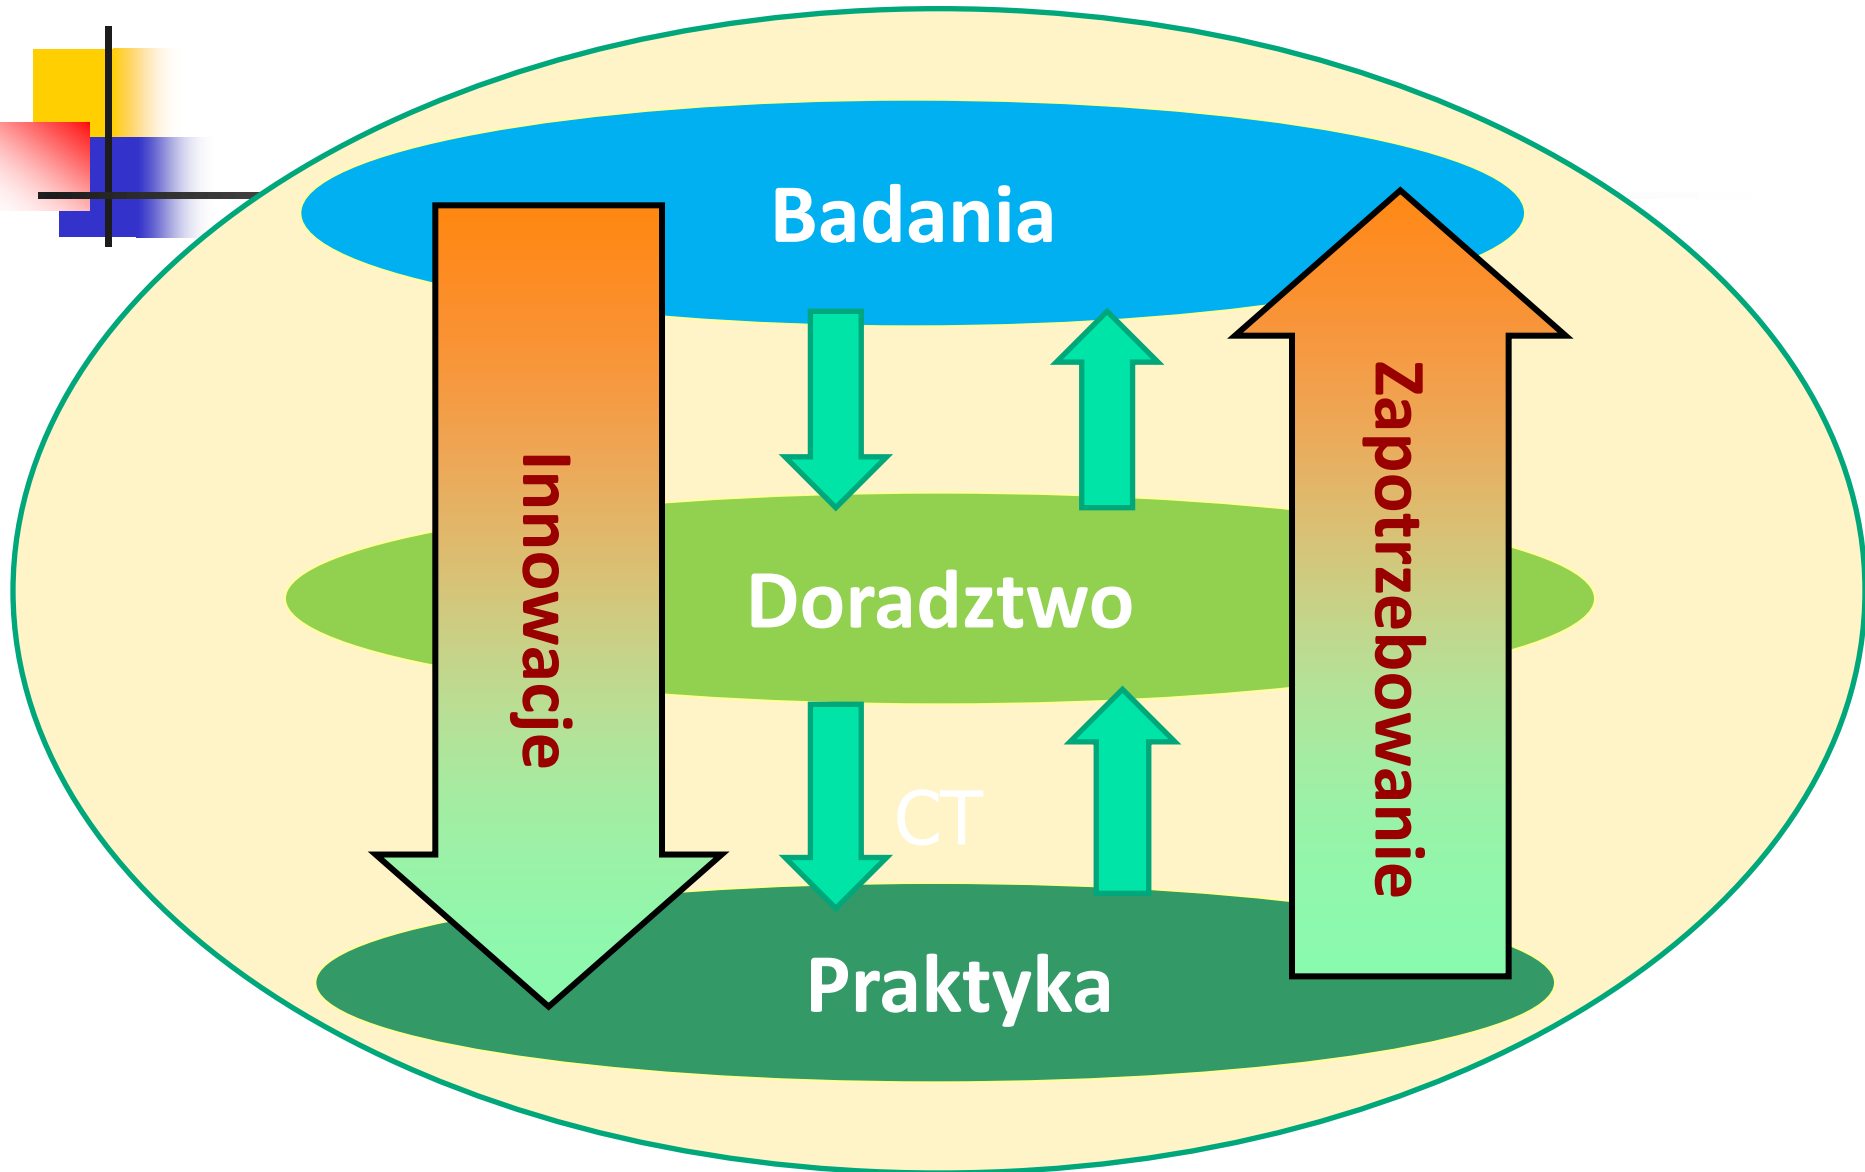 Badania
Innowacje
Zapotrzebowanie
Doradztwo
CT
Praktyka